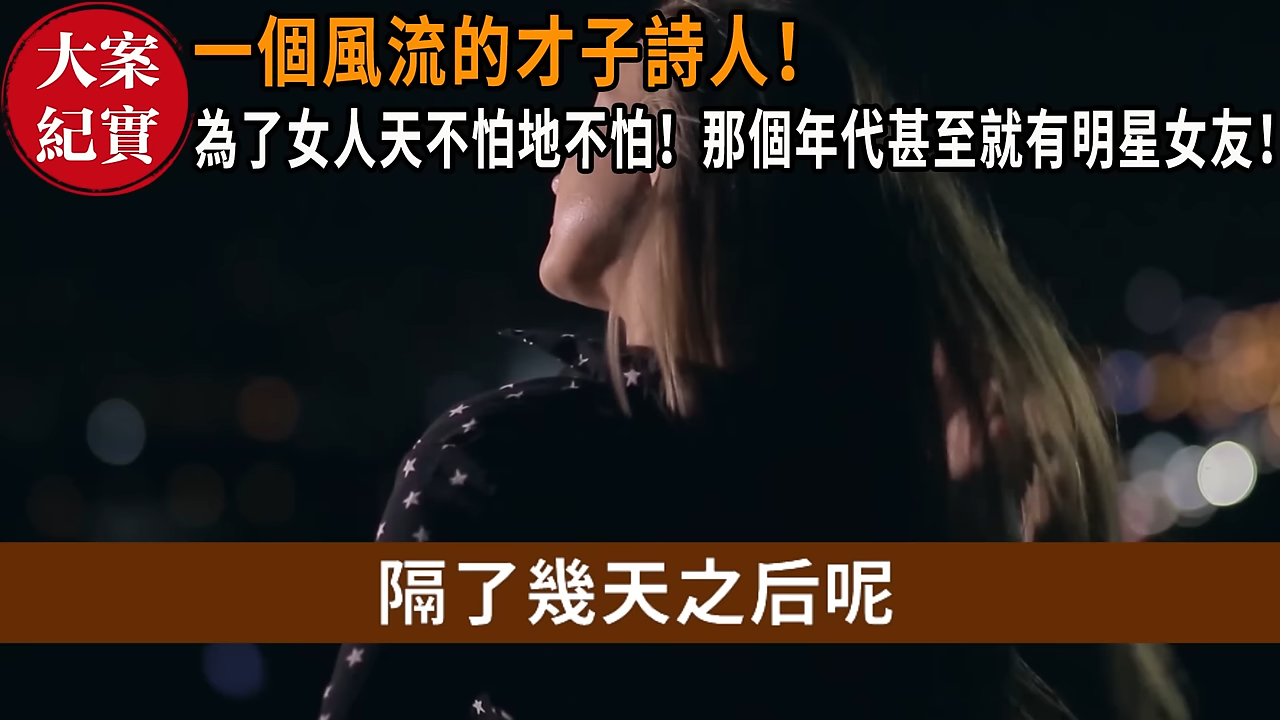 大案
紀實
一個風流的才子詩人！
為了女人天不怕地不怕！那個年代甚至就有明星女友！
隔了幾天之后呢